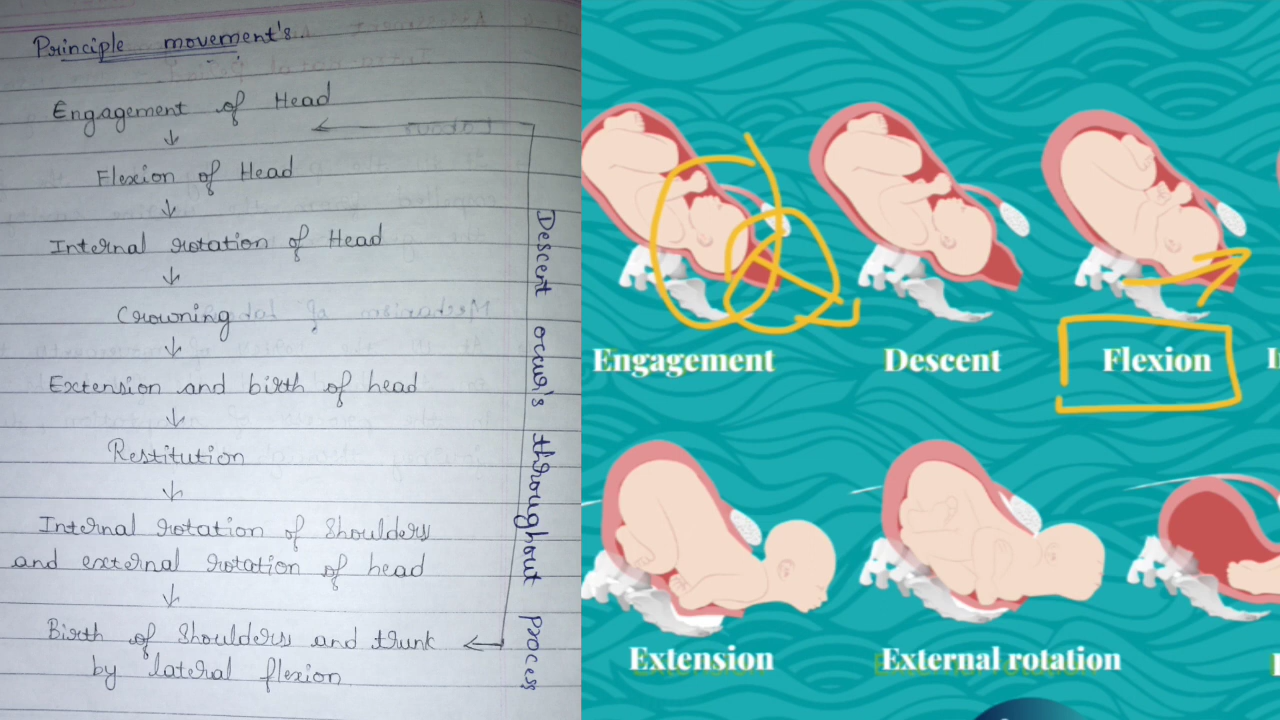 Principle movement's
Engagement of Head
↓
Flexion of Head
↓
Internal rotation of Head
↓
Crowning
↓
Extension and birth of head
↓
Restitution
↓
Internal rotation of Shoulders
and external rotation of head
↓
Birth of Shoulders and trunk
by lateral flexion
Descent occur's throughout process
Engagement
Descent
Flexion
Extension
External rotation